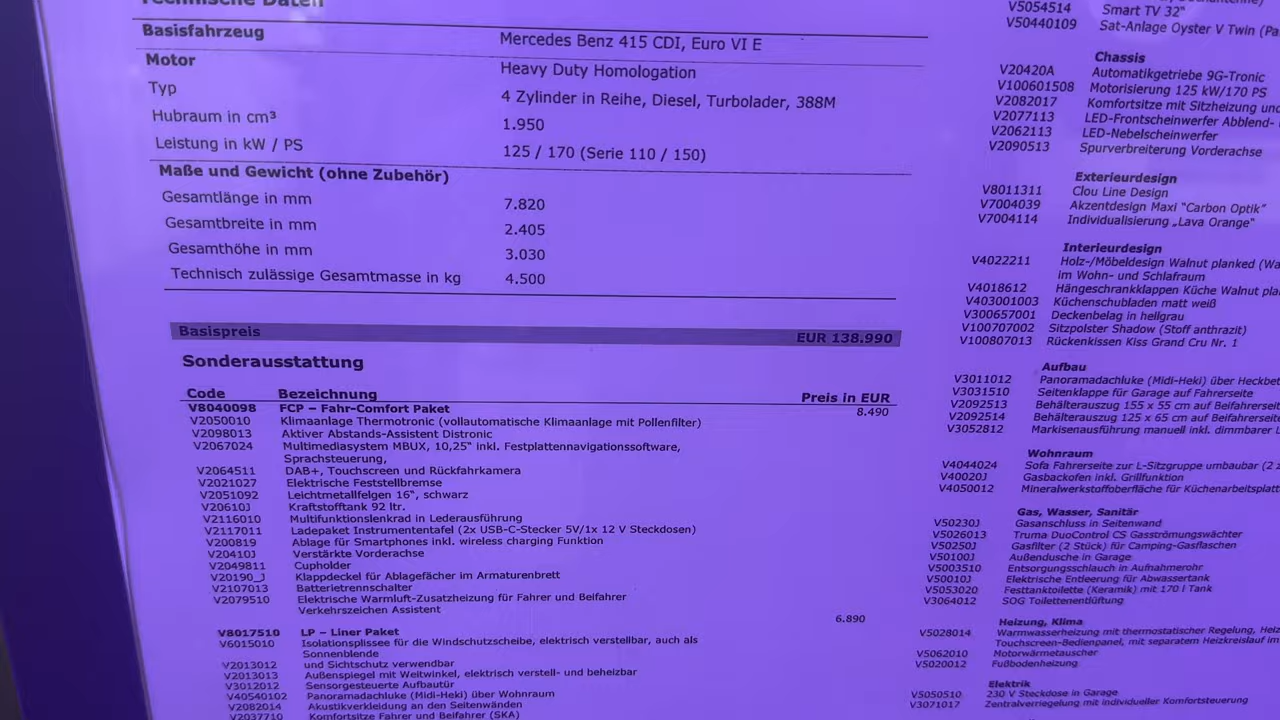 Technische Daten
Basisfahrzeug Mercedes Benz 415 CDI, Euro VI E
Motor Heavy Duty Homologation
Typ 4 Zylinder in Reihe, Diesel, Turbolader, 388M
Hubraum in cm³ 1.950
Leistung in kW / PS 125 / 170 (Serie 110 / 150)
Maße und Gewicht (ohne Zubehör)
Gesamtlänge in mm 7.820
Gesamtbreite in mm 2.405
Gesamthöhe in mm 3.030
Technisch zulässige Gesamtmasse in kg 4.500
Basispreis EUR 138.990
Sonderausstattung
Code Bezeichnung Preis in EUR
V8040098 FCP – Fahr-Comfort Paket 8.490
V2050010 Klimaanlage Thermotronic (vollautomatische Klimaanlage mit Pollenfilter)
V2098013 Aktiver Abstands-Assistent Distronic
V2067024 Multimediasystem MBUX, 10,25“ inkl. Festplattennavigationssoftware,
Sprachsteuerung,
V2064511 DAB+, Touchscreen und Rückfahrkamera
V2021027 Elektrische Feststellbremse
V2051092 Leichtmetallfelgen 16“, schwarz
V20610J Kraftstofftank 92 ltr.
V2116010 Multifunktionslenkrad in Lederausführung
V2117011 Ladepaket Instrumententafel (2x USB-C-Stecker 5V/1x 12 V Steckdosen)
V200819 Ablage für Smartphones inkl. wireless charging Funktion
V20410J Verstärkte Vorderachse
V2049811 Cupholder
V20190_J Klappdeckel für Ablagefächer im Armaturenbrett
V2107013 Batterietrennschalter
V2079510 Elektrische Warmluft-Zusatzheizung für Fahrer und Beifahrer
Verkehrszeichen Assistent
6.890
V8017510 LP – Liner Paket
V6015010 Isolationsplissee für die Windschutzscheibe, elektrisch verstellbar, auch als
Sonnenblende
und Sichtschutz verwendbar
V2013012 Außenspiegel mit Weitwinkel, elektrisch verstell- und beheizbar
V2013013 Sensorgesteuerte Aufbautür
V3012012 Panoramadachluke (Midi-Heki) über Wohnraum
V40540102 Akustikverkleidung an den Seitenwänden
V2082014 Komfortsitze Fahrer und Beifahrer (SKA)
V2037710
V5054514 Smart TV 32“
V50440109 Sat-Anlage Oyster V Twin
Chassis
V20420A Automatikgetriebe 9G-Tronic
V100601508 Motorisierung 125 kW/170 PS
V2082017 Komfortsitze mit Sitzheizung
V2077113 LED-Frontscheinwerfer Abblend-
V2062113 LED-Nebelscheinwerfer
V2090513 Spurverbreiterung Vorderachse
Exterieurdesign
V8011311 Clou Line Design
V7004039 Akzentdesign Maxi “Carbon Optik”
V7004114 Individualisierung „Lava Orange“
Interieurdesign
V4022211 Holz-/Möbeldesign Walnut planked
im Wohn- und Schlafraum
V4018612 Hängeschrankklappen Küche Walnut
V403001003 Küchenschubladen matt weiß
V300657001 Deckenbelag in hellgrau
V100707002 Sitzpolster Shadow (Stoff anthrazit)
V100807013 Rückenkissen Kiss Grand Cru Nr. 1
Aufbau
V3011012 Panoramadachluke (Midi-Heki) über
V3031510 Seitenklappe für Garage auf Fahrerseite
V2092513 Behälterauszug 155 x 55 cm auf
V2092514 Behälterauszug 125 x 65 cm auf
V3052812 Markisenausführung manuell inkl. dimmbarer
Wohnraum
V4044024 Sofa Fahrerseite zur L-Sitzgruppe umbaubar
V40020J Gasbackofen inkl. Grillfunktion
V4050012 Mineralwerkstoffoberfläche für
Gas, Wasser, Sanitär
V50230J Gasanschluss in Seitenwand
V5026013 Truma DuoControl CS Gasströmungswächter
V50250J Gasfilter (2 Stück) für Camping-Gasflaschen
V50100J Außendusche in Garage
V5003510 Entsorgungsschlauch in Aufnahmerohr
V50010J Elektrische Entleerung für Abwassertank
V5053020 Festtanktoilette (Keramik) mit 170 l Tank
V3064012 SOG Toilettenentlüftung
Heizung, Klima
V5028014 Warmwasserheizung mit thermostatischer Regelung,
Touchscreen-Bedienpanel, mit separatem Heizkreislauf im
V5062010 Motorwärmetauscher
V5020012 Fußbodenheizung
Elektrik
V5050510 230 V Steckdose in Garage
V3071017 Zentralverriegelung mit individueller Komfortsteuerung